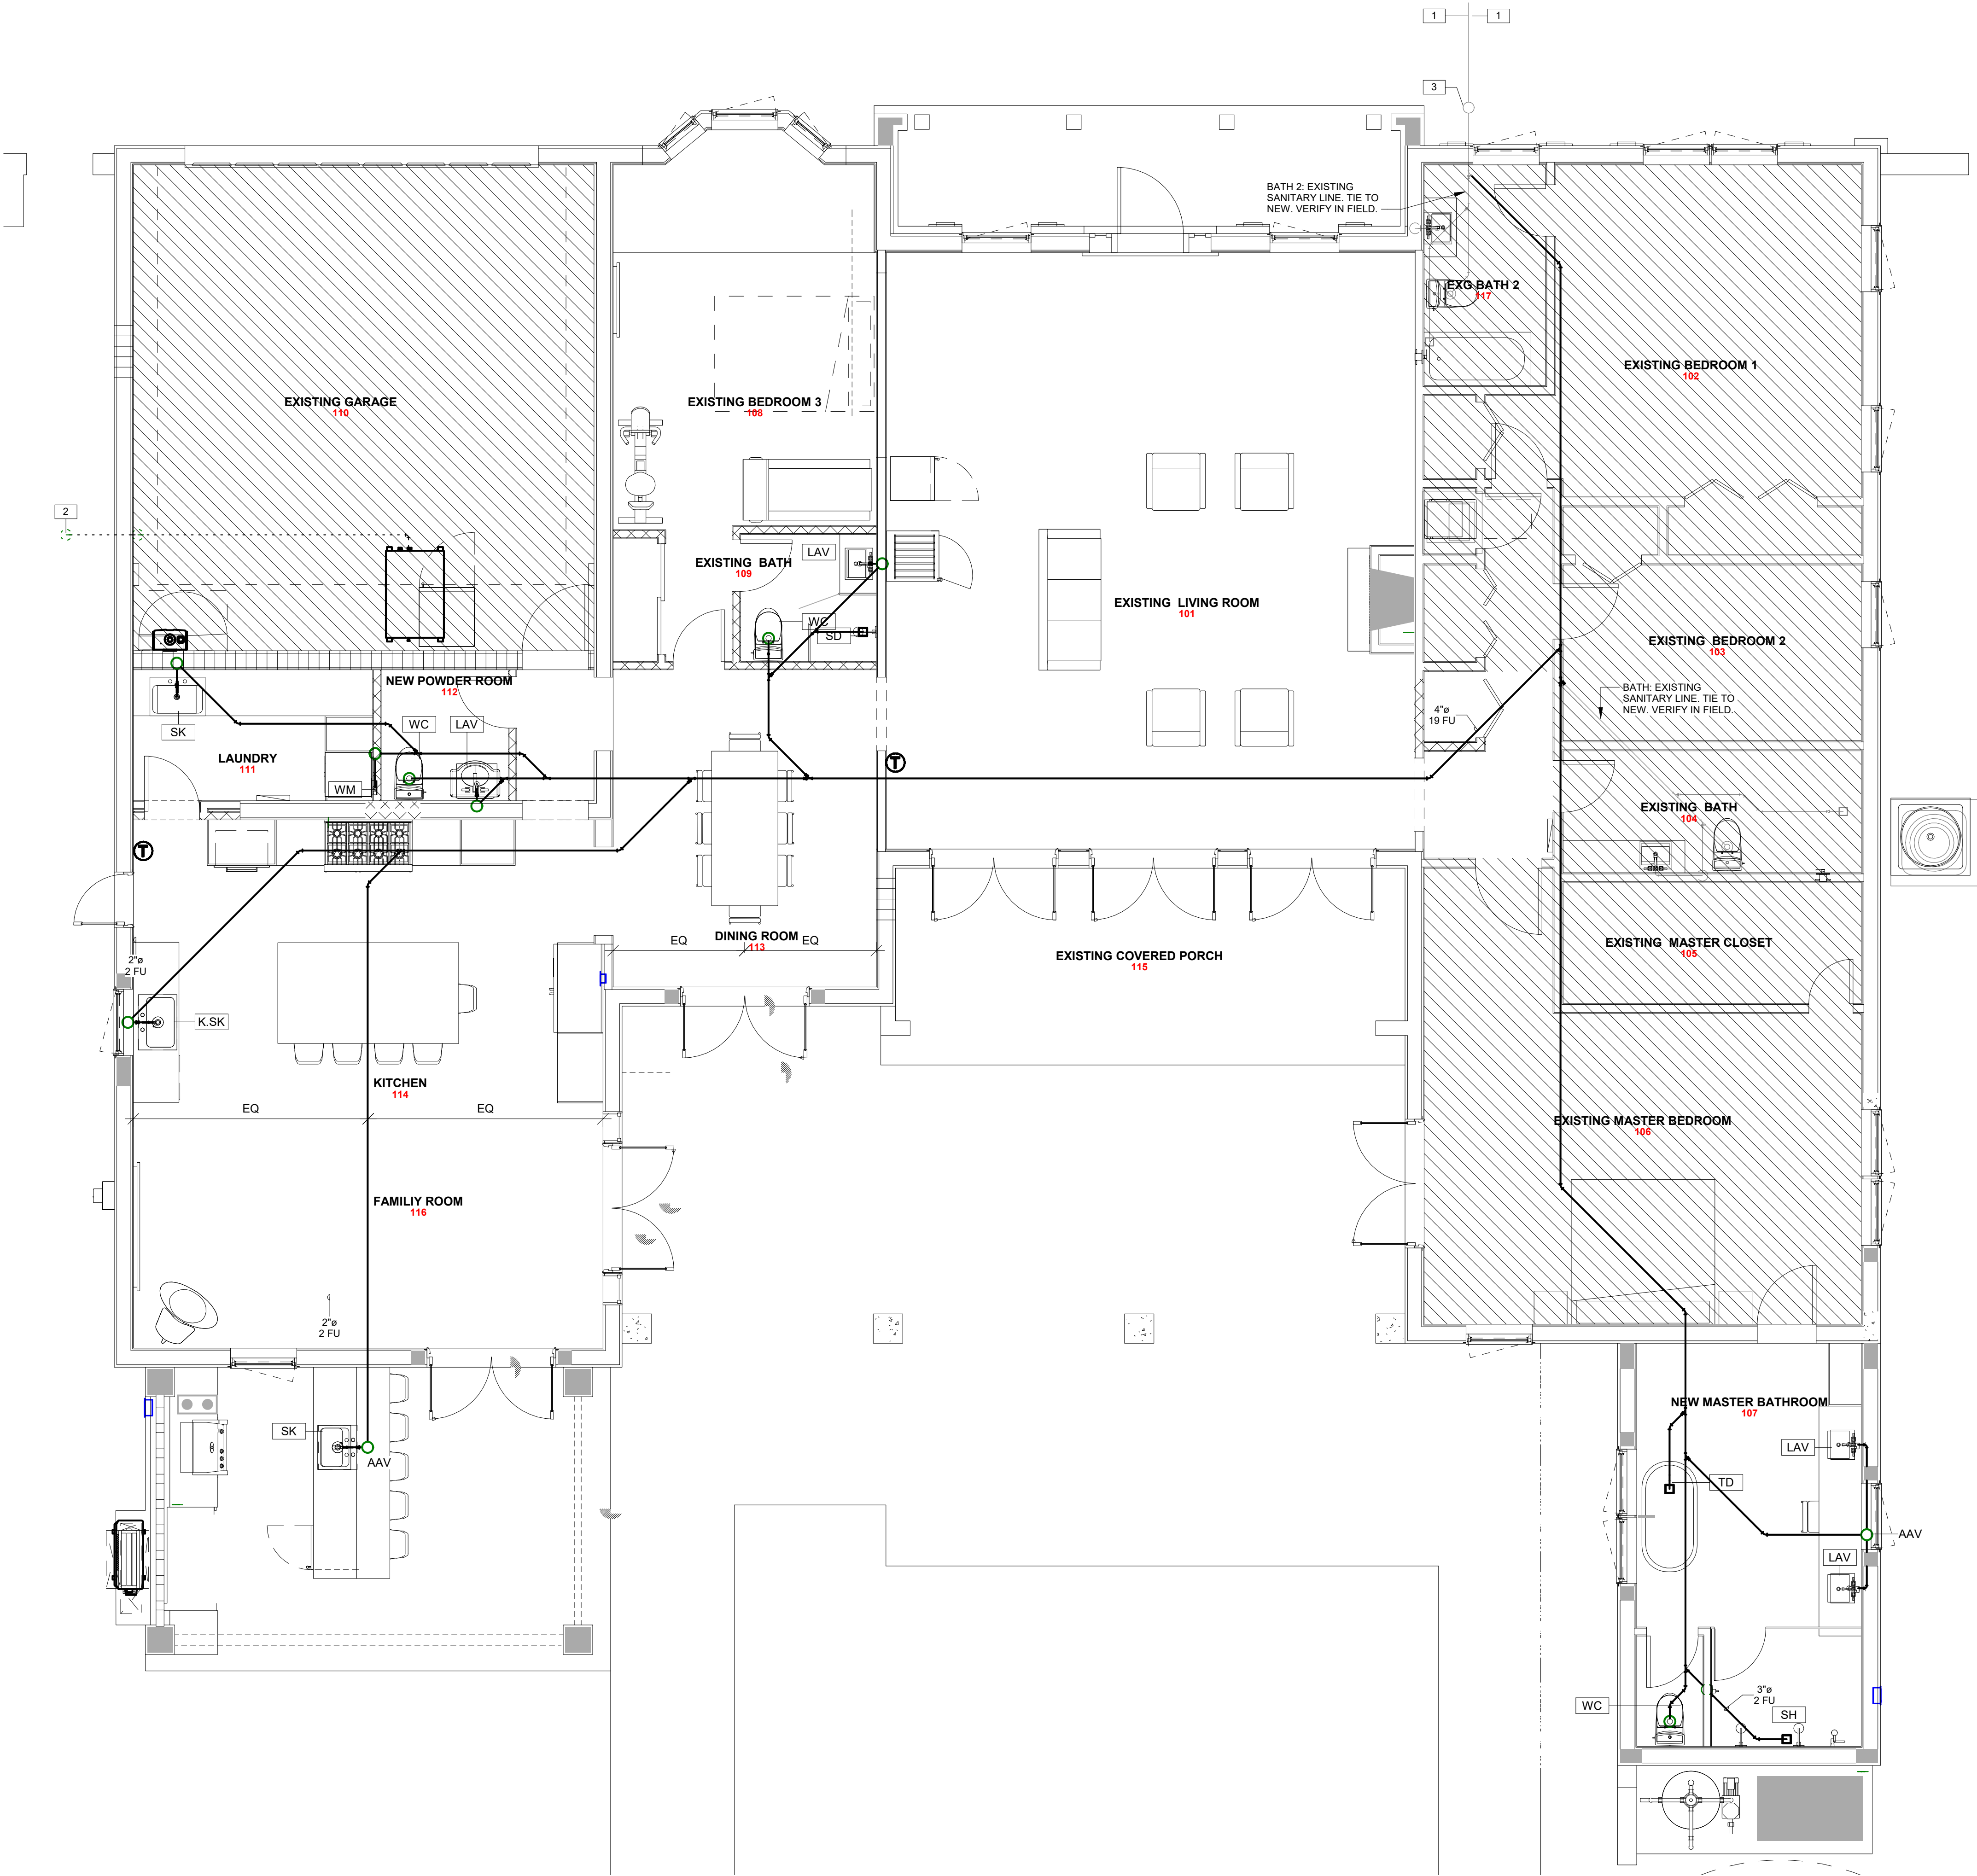 1
1
3
BATH 2: EXISTING
SANITARY LINE. TIE TO
NEW. VERIFY IN FIELD.
EXG BATH 2
117
EXISTING BEDROOM 1
102
EXISTING GARAGE
110
EXISTING BEDROOM 3
108
2
LAV
EXISTING BATH
109
WC
SD
EXISTING LIVING ROOM
101
EXISTING BEDROOM 2
103
NEW POWDER ROOM
112
BATH: EXISTING
SANITARY LINE. TIE TO
NEW. VERIFY IN FIELD.
4"ø
19 FU
SK
WC
LAV
LAUNDRY
111
T
WM
EXISTING BATH
104
T
DINING ROOM
113
EQ
EQ
EXISTING MASTER CLOSET
105
EXISTING COVERED PORCH
115
2"ø
2 FU
K.SK
KITCHEN
114
EQ
EQ
EXISTING MASTER BEDROOM
106
FAMILIY ROOM
116
2"ø
2 FU
NEW MASTER BATHROOM
107
SK
AAV
LAV
TD
AAV
LAV
3"ø
2 FU
WC
SH